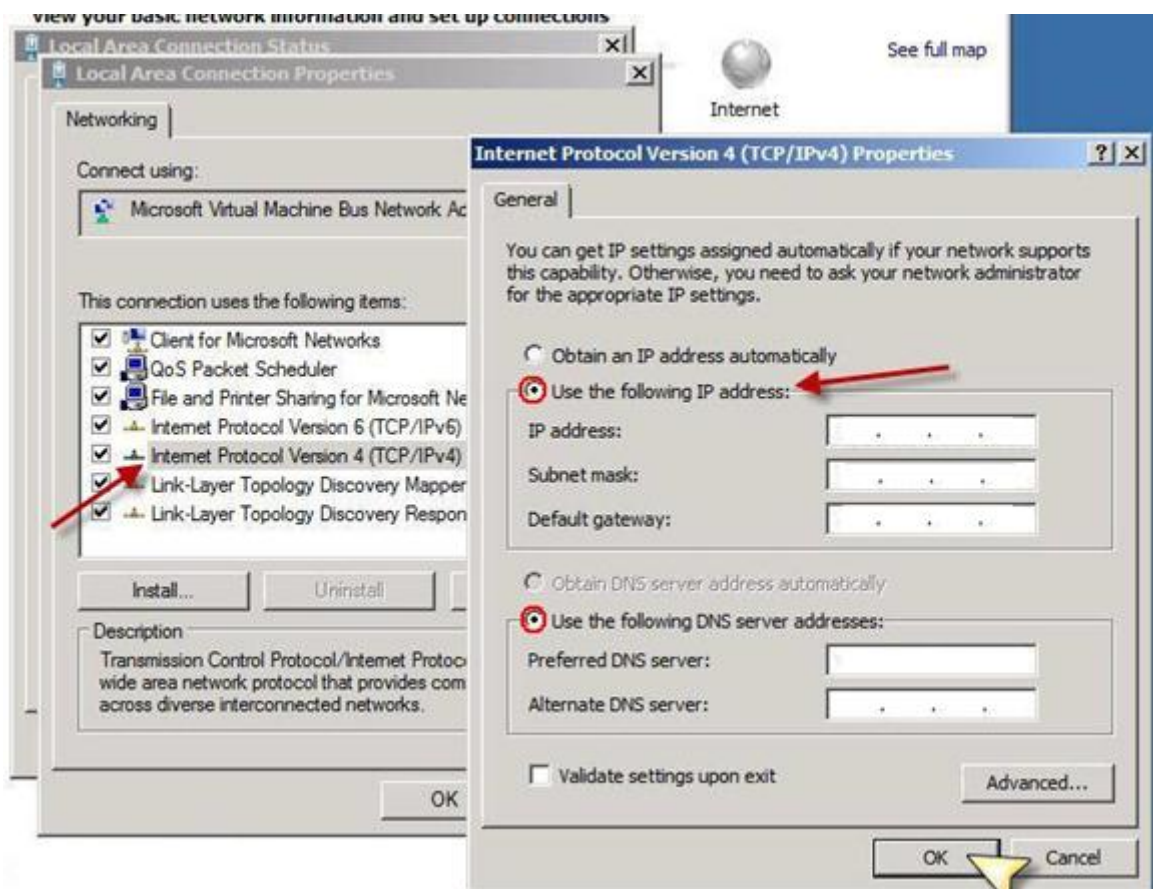 View your basic network information and set up connections
Local Area Connection Status
See full map
Local Area Connection Properties
Internet
Networking
Connect using:
Microsoft Virtual Machine Bus Network Ac
This connection uses the following items:
Client for Microsoft Networks
QoS Packet Scheduler
File and Printer Sharing for Microsoft Ne
Internet Protocol Version 6 (TCP/IPv6)
Internet Protocol Version 4 (TCP/IPv4)
Link-Layer Topology Discovery Mapper
Link-Layer Topology Discovery Respon
Install...
Uninstall
Description
Transmission Control Protocol/Internet Protoco
wide area network protocol that provides com
across diverse interconnected networks.
OK
Internet Protocol Version 4 (TCP/IPv4) Properties
General
You can get IP settings assigned automatically if your network supports
this capability. Otherwise, you need to ask your network administrator
for the appropriate IP settings.
Obtain an IP address automatically
Use the following IP address:
IP address:
Subnet mask:
Default gateway:
Obtain DNS server address automatically
Use the following DNS server addresses:
Preferred DNS server:
Alternate DNS server:
Validate settings upon exit
Advanced...
OK
Cancel